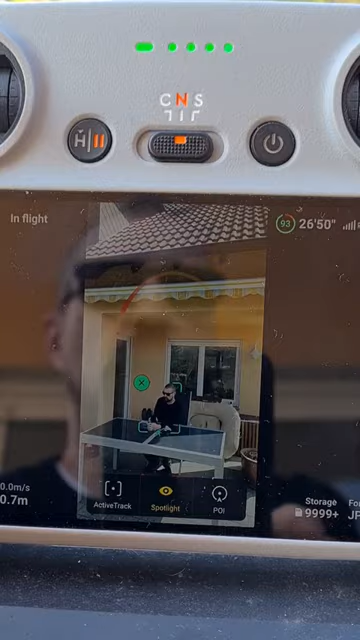 C N S
H
In flight
93 26'50"
0.0m/s
0.7m
ActiveTrack
Spotlight
POI
Storage
9999+